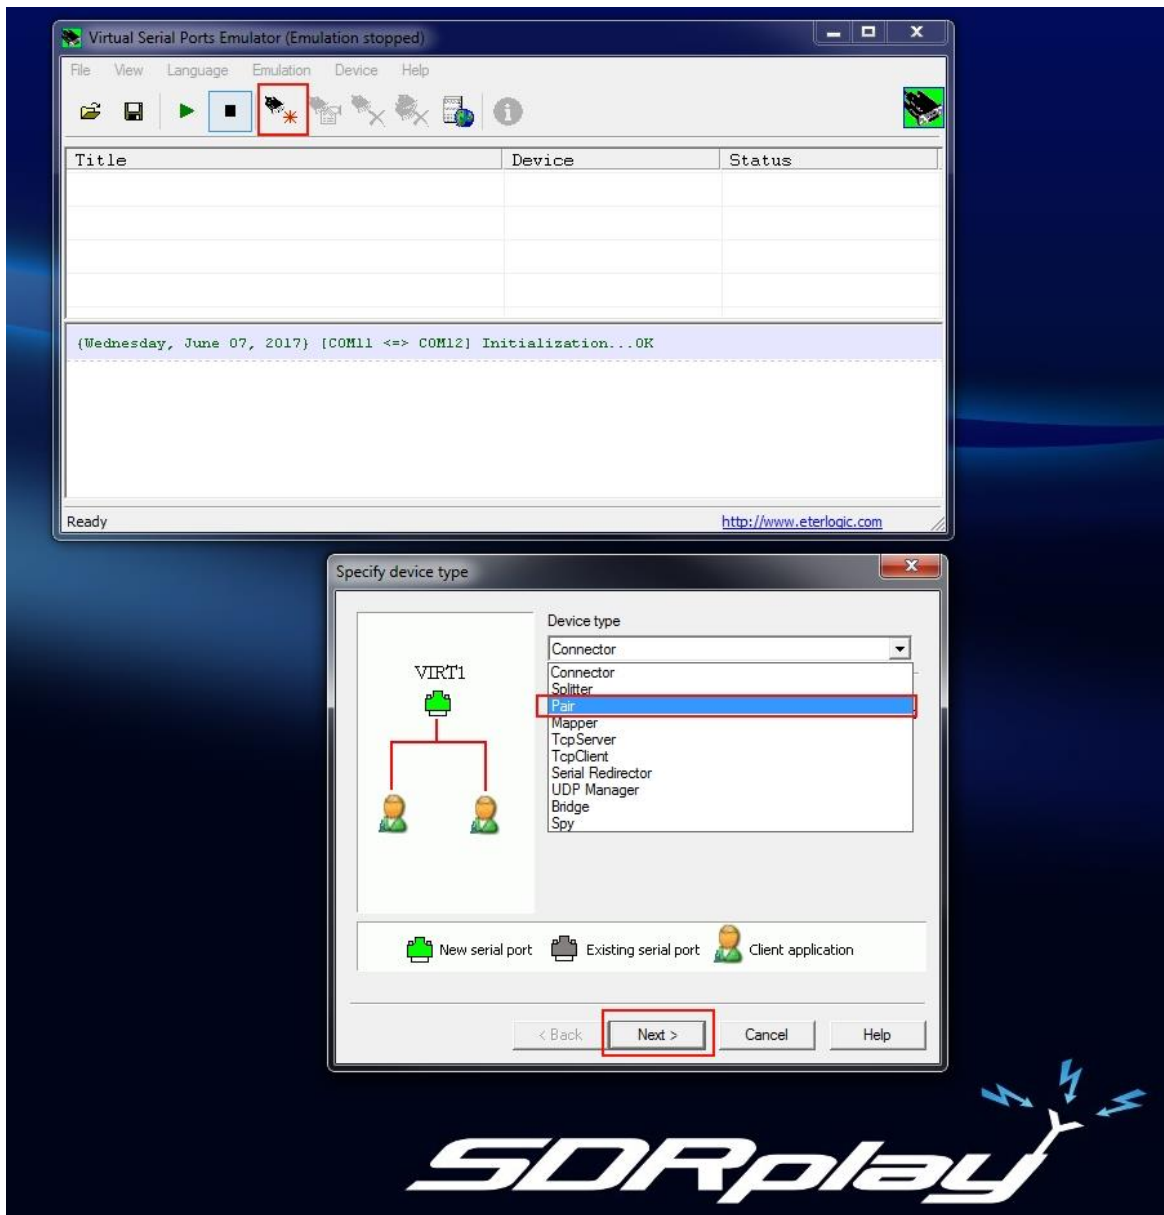 Virtual Serial Ports Emulator (Emulation stopped)
File View Language Emulation Device Help
Title Device Status
{Wednesday, June 07, 2017} [COM11 <=> COM12] Initialization...OK
Ready http://www.eterlogic.com
Specify device type
Device type
Connector
VIRT1
Connector
Splitter
Pair
Mapper
TcpServer
TcpClient
Serial Redirector
UDP Manager
Bridge
Spy
New serial port Existing serial port Client application
< Back Next > Cancel Help
SDRplay